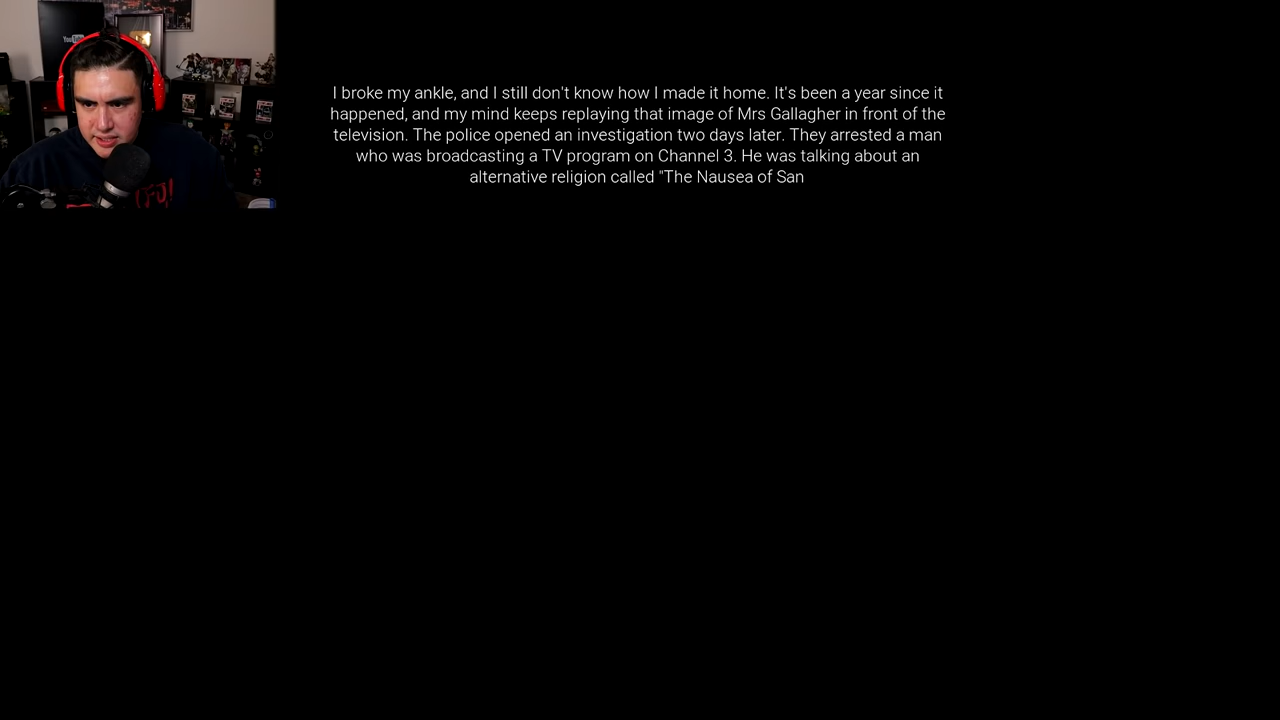 You
I broke my ankle, and I still don't know how I made it home. It's been a year since it
happened, and my mind keeps replaying that image of Mrs Gallagher in front of the
television. The police opened an investigation two days later. They arrested a man
who was broadcasting a TV program on Channel 3. He was talking about an
alternative religion called "The Nausea of San